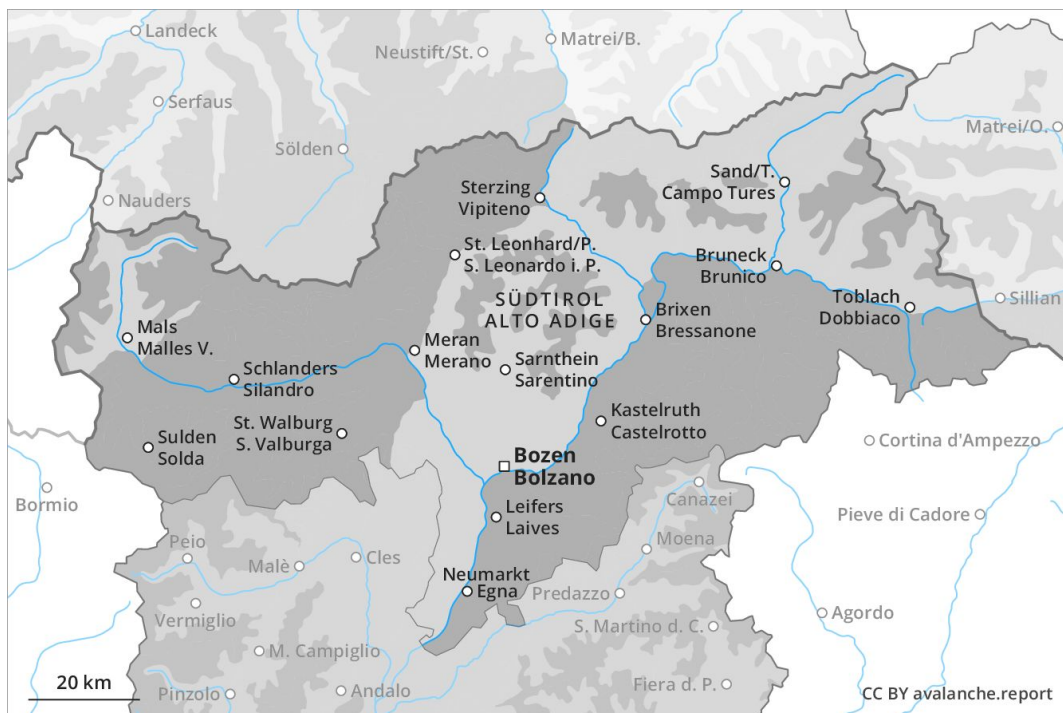 Landeck
Neustift/St.
Matrei/B.
Serfaus
Sölden
Matrei/O.
Nauders
Sterzing
Vipiteno
Sand/T.
Campo Tures
St. Leonhard/P.
S. Leonardo i. P.
Bruneck
Brunico
SÜDTIROL
ALTO ADIGE
Brixen
Bressanone
Toblach
Dobbiaco
Sillian
Mals
Malles V.
Meran
Merano
Sarnthein
Sarentino
Schlanders
Silandro
St. Walburg
S. Valburga
Kastelruth
Castelrotto
Sulden
Solda
Cortina d'Ampezzo
Bozen
Bolzano
Bormio
Canazei
Leifers
Laives
Pieve di Cadore
Moena
Peio
Malè
Cles
Neumarkt
Egna
Predazzo
Vermiglio
Agordo
S. Martino d. C.
M. Campiglio
20 km
Pinzolo
Andalo
Fiera d. P.
CC BY avalanche.report